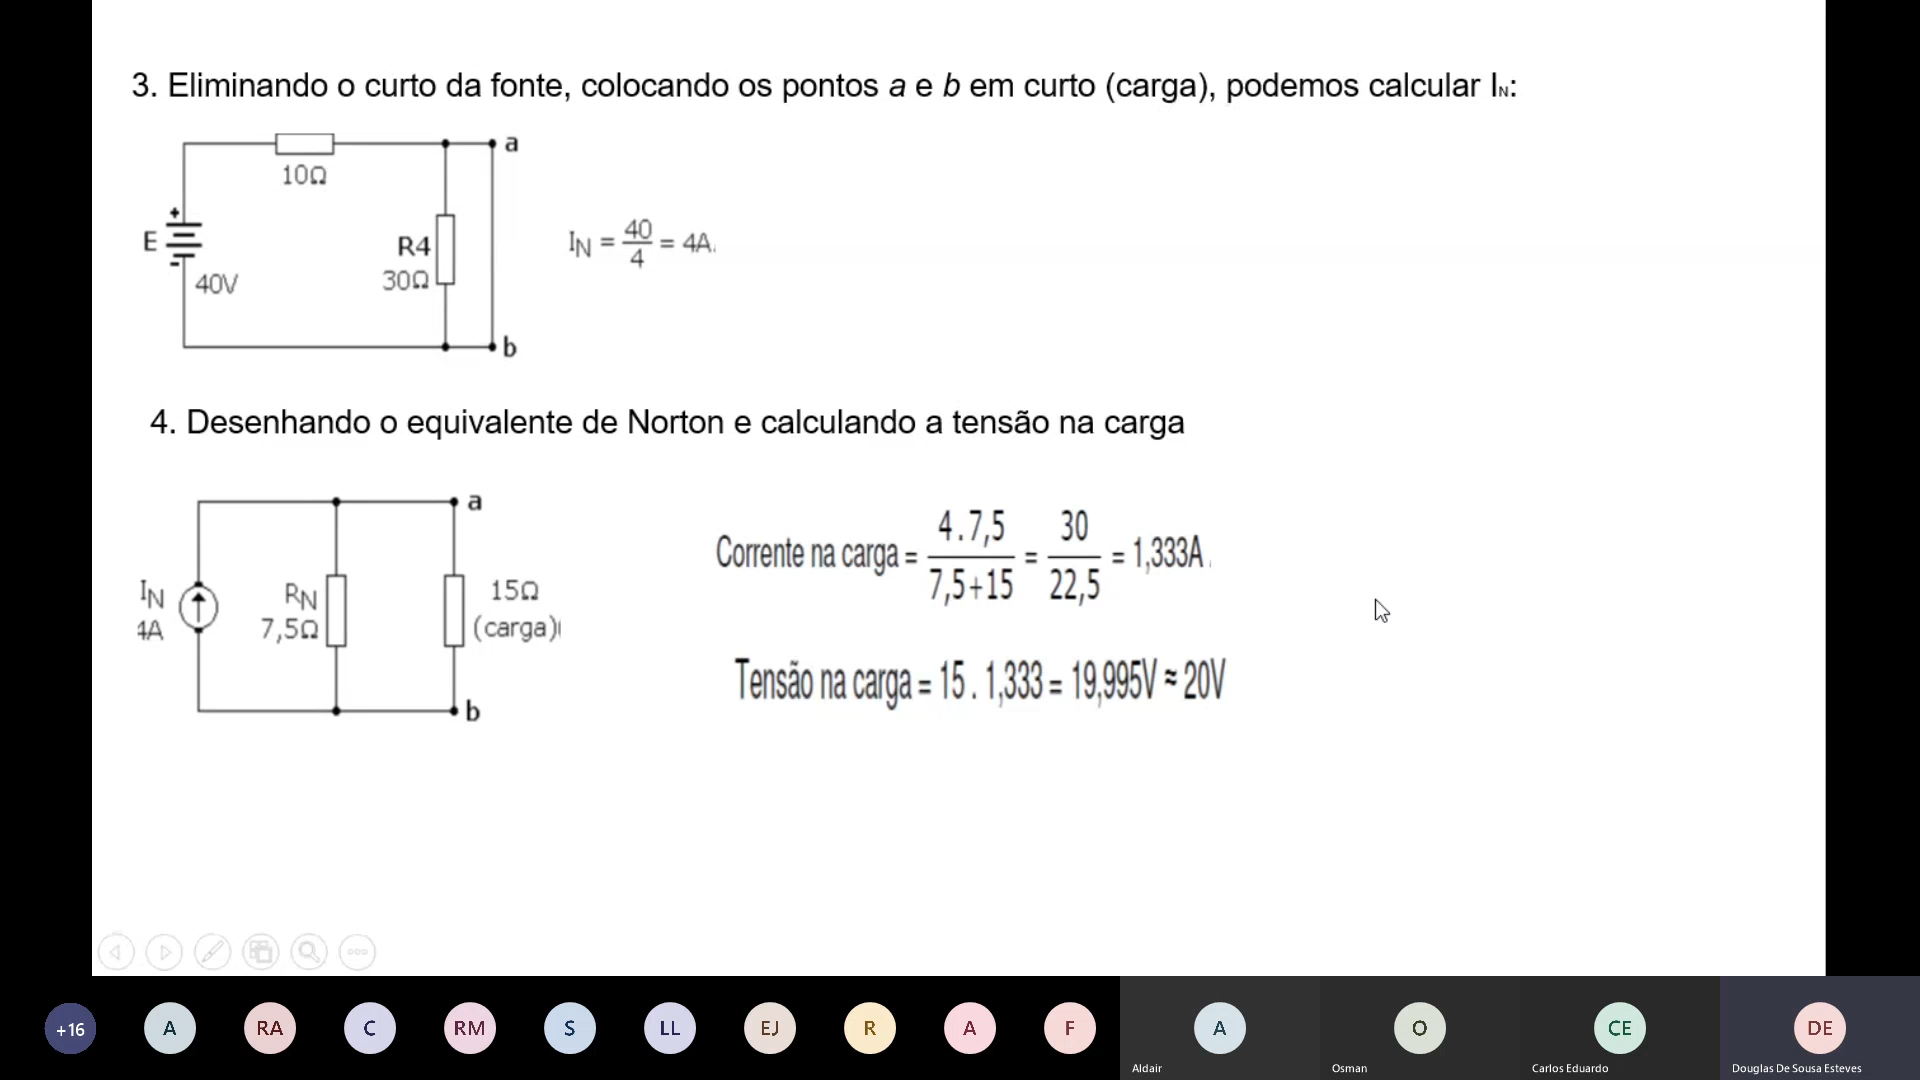 3. Eliminando o curto da fonte, colocando os pontos a e b em curto (carga), podemos calcular IN:
a
10Ω
+
E
-
40V
R4
30Ω
b
IN = 40/4 = 4A.
4. Desenhando o equivalente de Norton e calculando a tensão na carga
a
IN
4A
RN
7,5Ω
15Ω
(carga)
b
Corrente na carga = 4.7,5/7,5+15 = 30/22,5 = 1,333A.
Tensão na carga = 15 . 1,333 = 19,995V ≈ 20V
+16
A
RA
C
RM
S
LL
EJ
R
A
F
A
Aldair
O
Osman
CE
Carlos Eduardo
DE
Douglas De Sousa Esteves